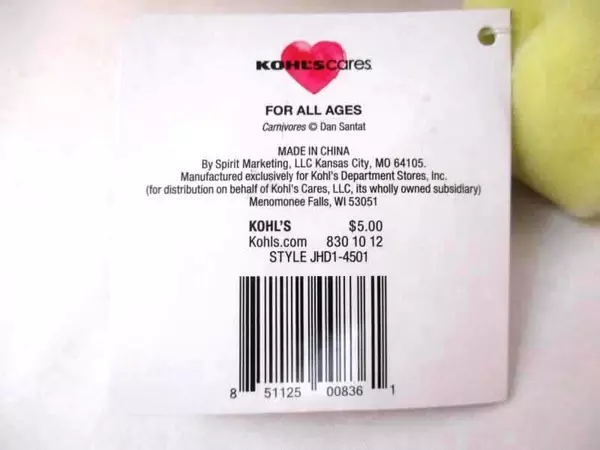 KOHL'S cares
FOR ALL AGES
Carnivores © Dan Santat
MADE IN CHINA
By Spirit Marketing, LLC Kansas City, MO 64105.
Manufactured exclusively for Kohl's Department Stores, Inc.
(for distribution on behalf of Kohl's Cares, LLC, its wholly owned subsidiary)
Menomonee Falls, WI 53051
KOHL'S $5.00
Kohls.com 830 10 12
STYLE JHD1-4501
8 51125 00836 1